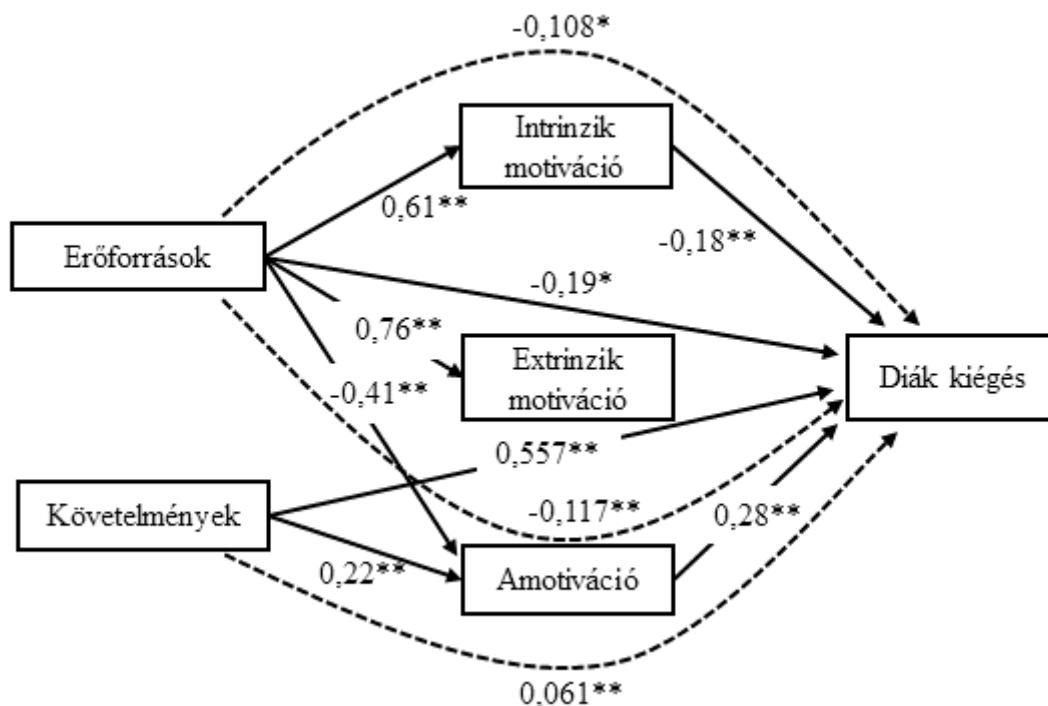 -0,108*
Intrinzik
motiváció
0,61**
-0,18**
Erőforrások
-0,19*
0,76**
Extrinzik
motiváció
Diák kiégés
-0,41**
0,557**
Követelmények
-0,117**
0,28**
0,22**
Amotiváció
0,061**